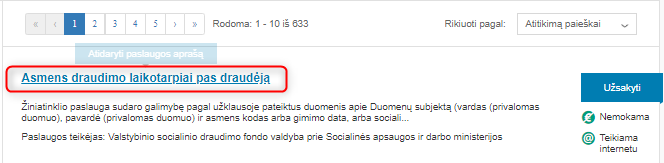 « ‹ 1 2 3 4 5 › » Rodoma: 1 - 10 iš 633 Rikiuoti pagal: Atitikimą paieškai
Atidaryti paslaugos aprašą
Asmens draudimo laikotarpiai pas draudėją
Užsakyti
Žiniatinklio paslauga sudaro galimybę pagal užklausoje pateiktus duomenis apie Duomenų subjektą (vardas (privalomas
duomuo), pavardė (privalomas duomuo) ir asmens kodas arba gimimo data, arba sociali...
Nemokama
Paslaugos teikėjas: Valstybinio socialinio draudimo fondo valdyba prie Socialinės apsaugos ir darbo ministerijos
Teikiama
internetu